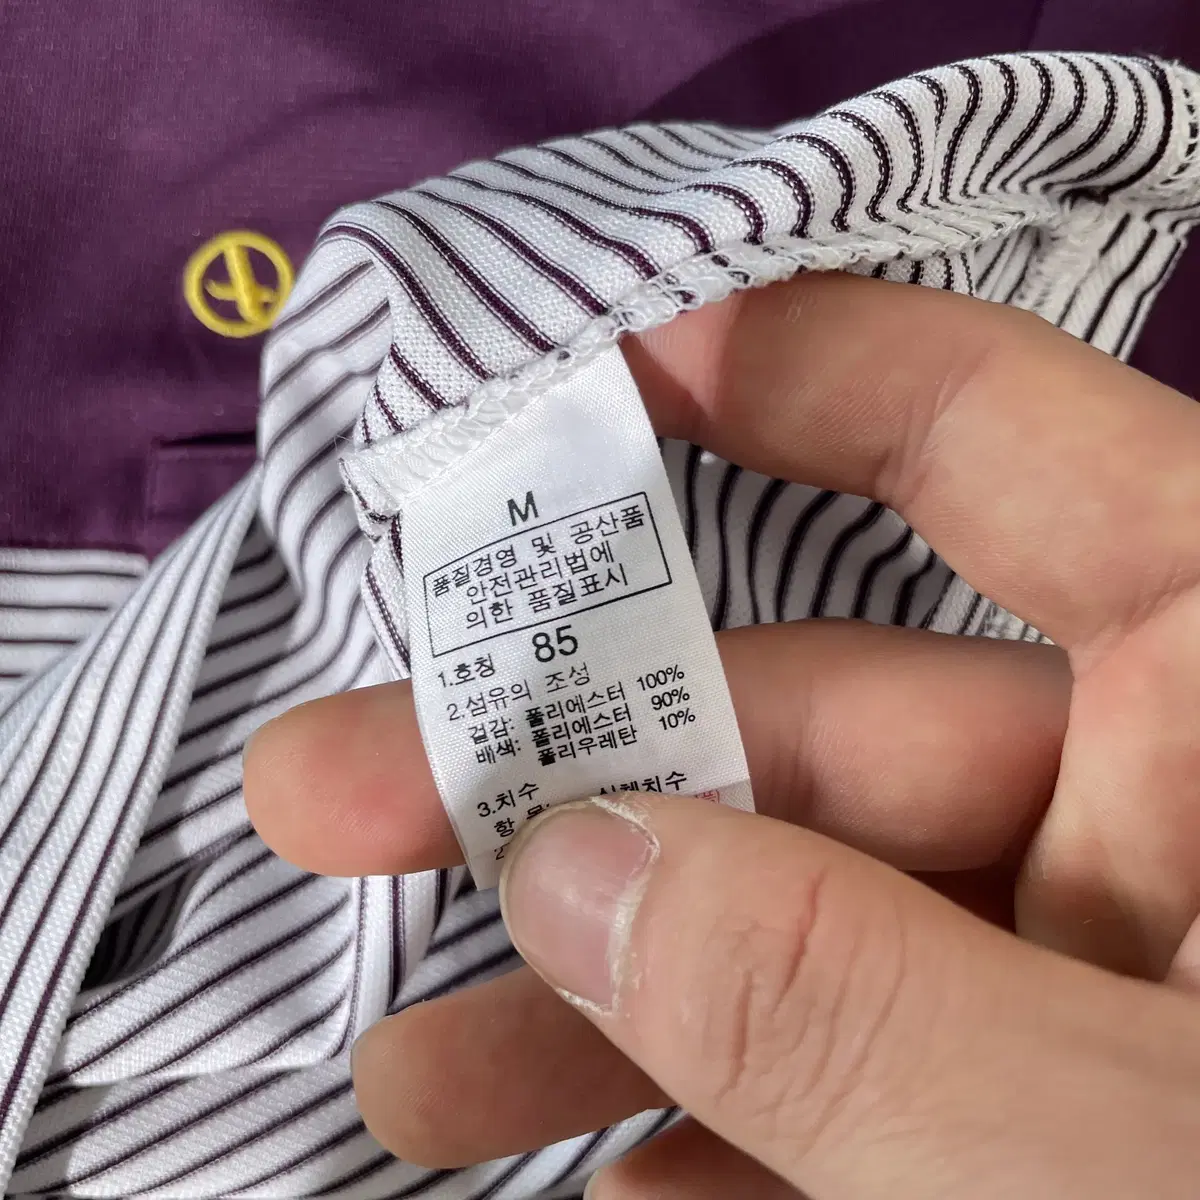 M
품질경영 및 공산품
안전관리법에
의한 품질표시
1.호칭 85
2.섬유의 조성
겉감: 폴리에스터 100%
배색: 폴리에스터 90%
폴리우레탄 10%
3.치수
항